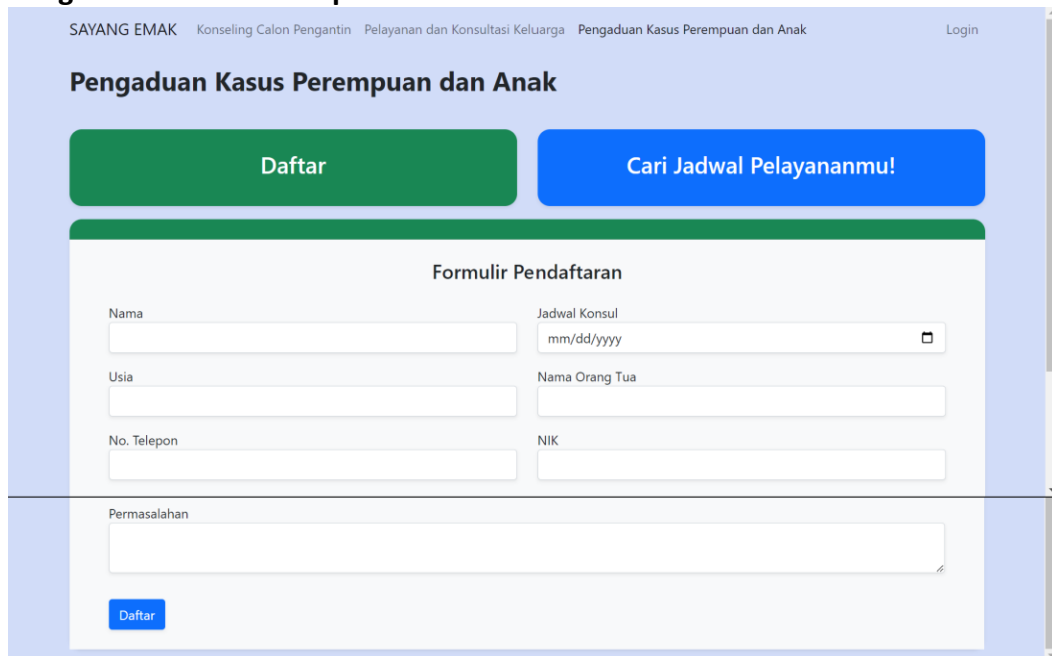 SAYANG EMAK Konseling Calon Pengantin Pelayanan dan Konsultasi Keluarga Pengaduan Kasus Perempuan dan Anak Login
Pengaduan Kasus Perempuan dan Anak
Daftar Cari Jadwal Pelayananmu!
Formulir Pendaftaran
Nama Jadwal Konsul
mm/dd/yyyy
Usia Nama Orang Tua
No. Telepon NIK
Permasalahan
Daftar